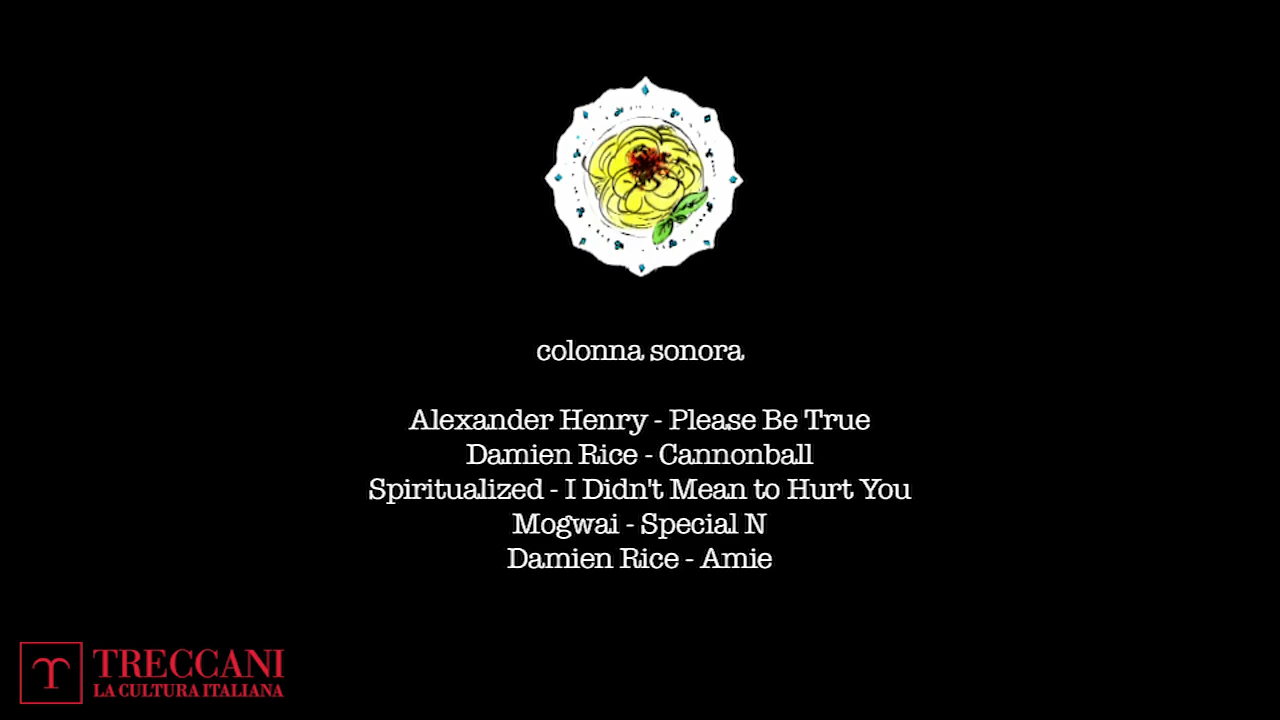 colonna sonora
Alexander Henry - Please Be True
Damien Rice - Cannonball
Spiritualized - I Didn't Mean to Hurt You
Mogwai - Special N
Damien Rice - Amie
TRECCANI
LA CULTURA ITALIANA